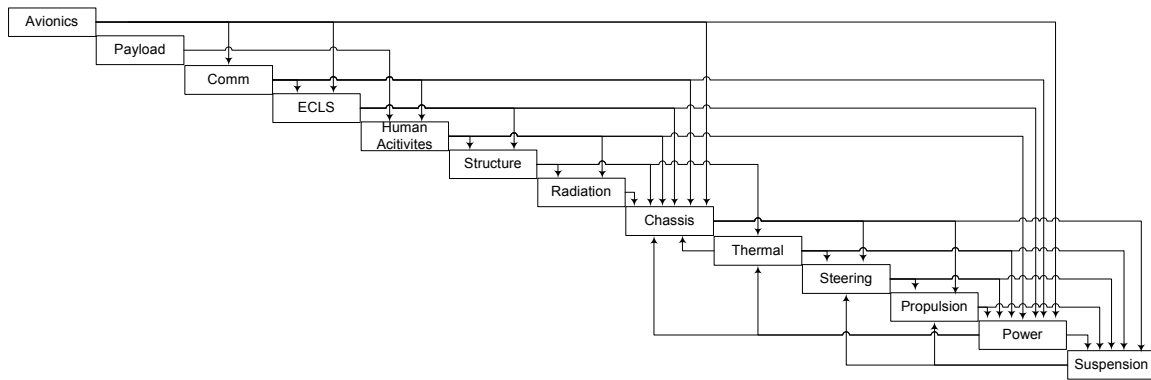 Avionics
Payload
Comm
ECLS
Human
Acitivites
Structure
Radiation
Chassis
Thermal
Steering
Propulsion
Power
Suspension